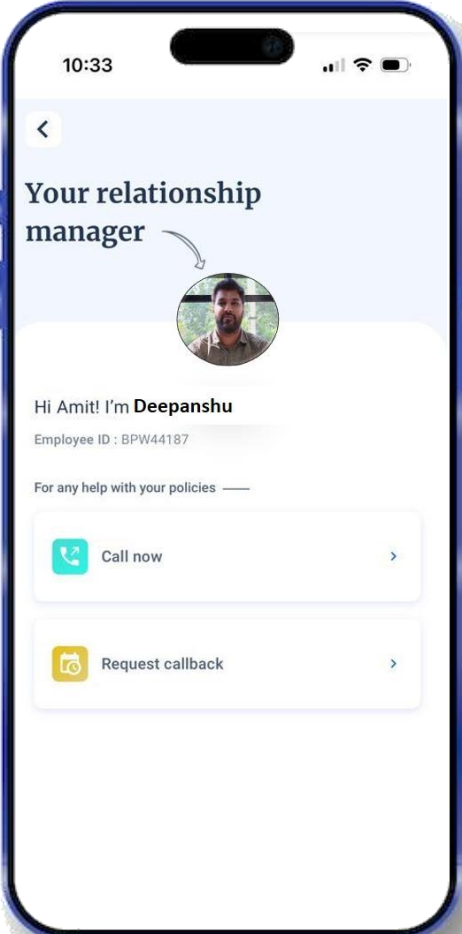 10:33
Your relationship
manager
Hi Amit! I'm Deepanshu
Employee ID : BPW44187
For any help with your policies
Call now
Request callback